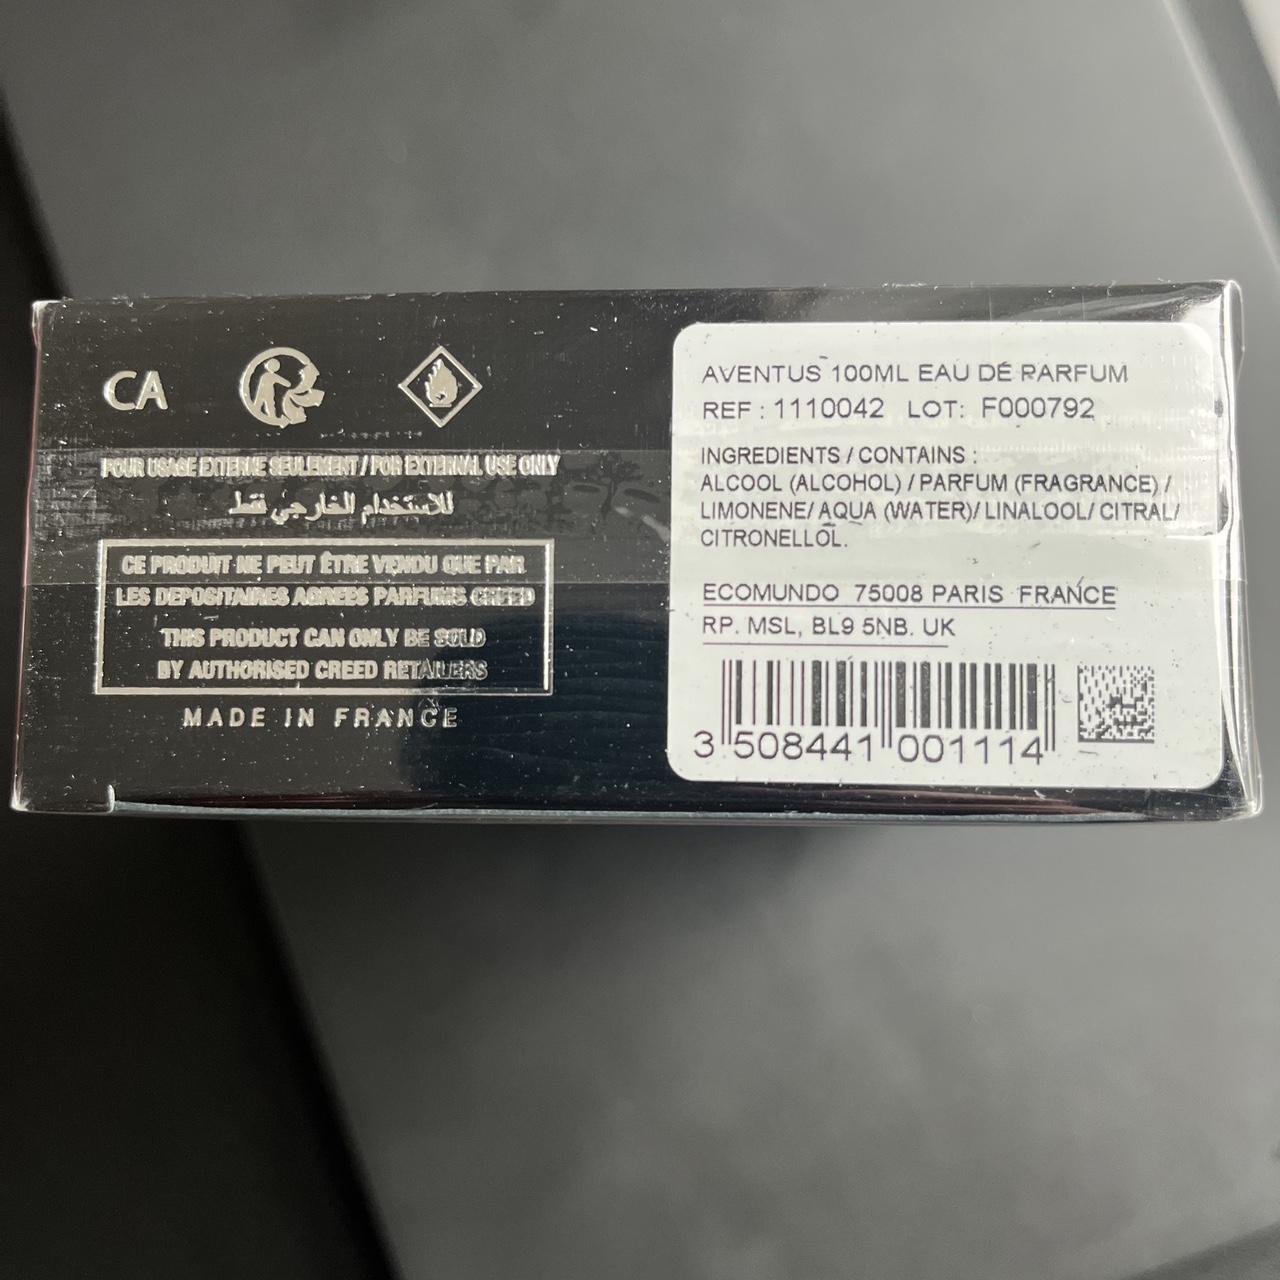 CA
POUR USAGE EXTERNE SEULEMENT / FOR EXTERNAL USE ONLY
للاستخدام الخارجي فقط
CE PRODUIT NE PEUT ÊTRE VENDU QUE PAR
LES DEPOSITAIRES AGREES PARFUMS CREED
THIS PRODUCT CAN ONLY BE SOLD
BY AUTHORISED CREED RETAILERS
MADE IN FRANCE
AVENTUS 100ML EAU DE PARFUM
REF : 1110042 LOT: F000792
INGREDIENTS / CONTAINS :
ALCOOL (ALCOHOL) / PARFUM (FRAGRANCE) /
LIMONENE/ AQUA (WATER)/ LINALOOL/ CITRAL/
CITRONELLOL.
ECOMUNDO 75008 PARIS FRANCE
RP. MSL, BL9 5NB. UK
3 508441 001114